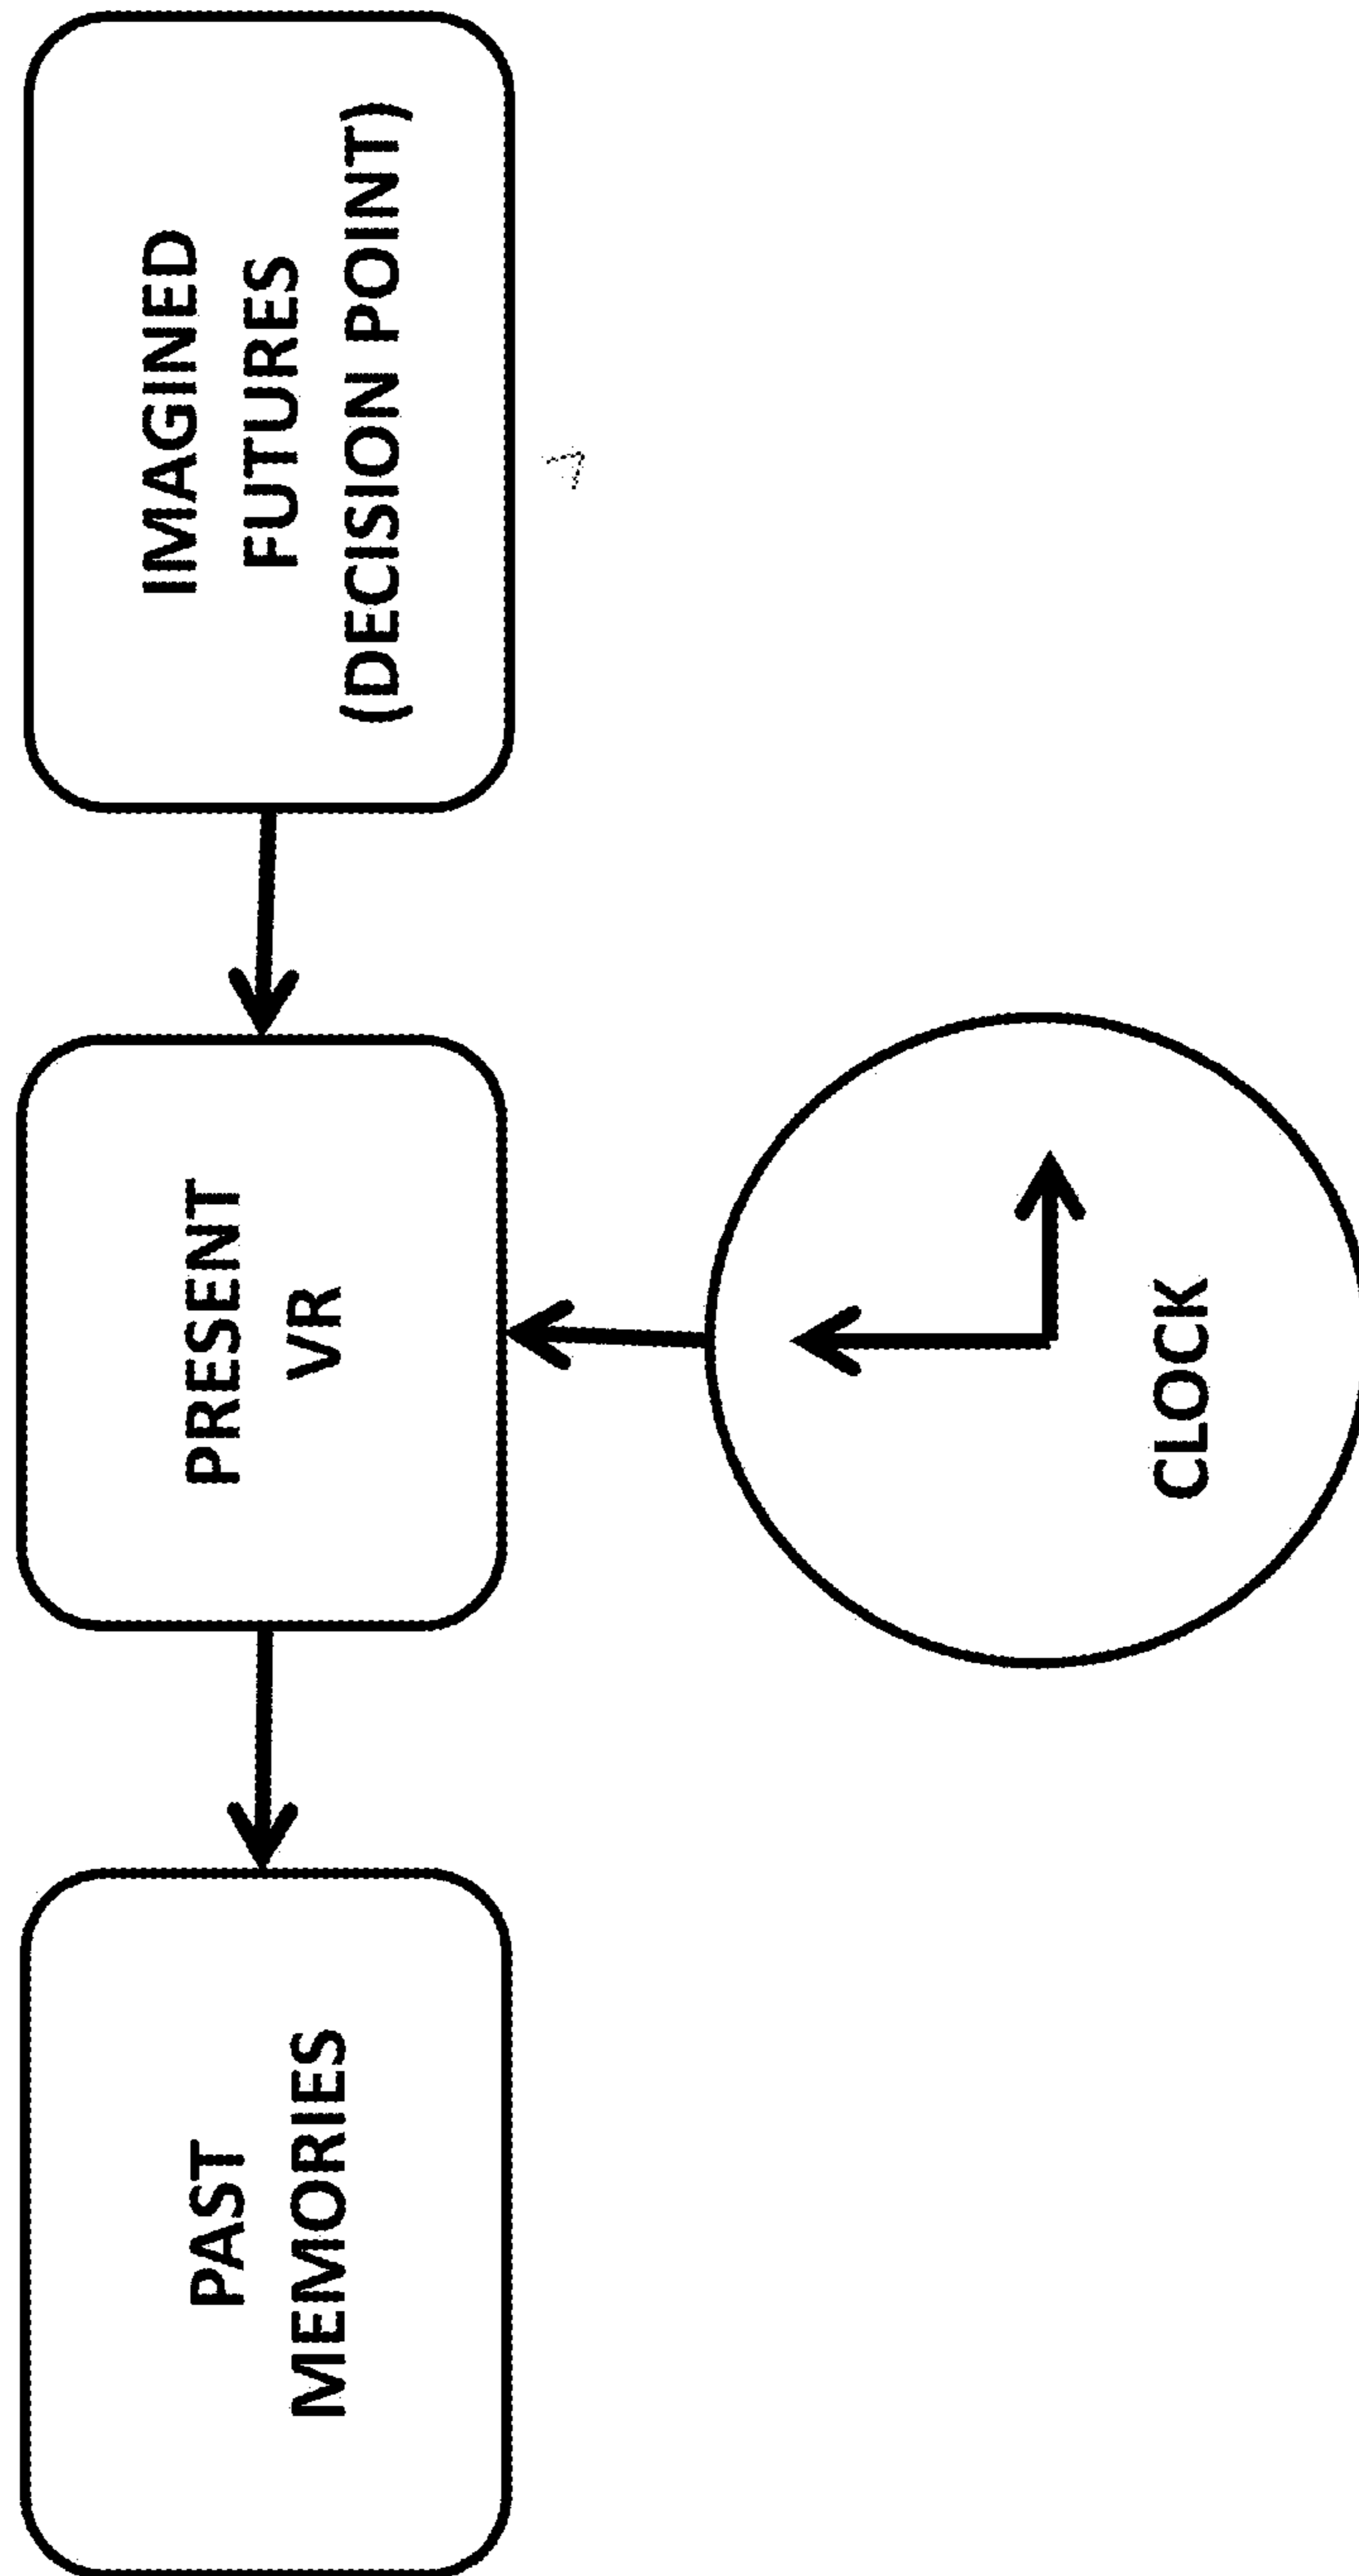 PAST
MEMORIES
PRESENT
VR
IMAGINED
FUTURES
(DECISION POINT)
CLOCK